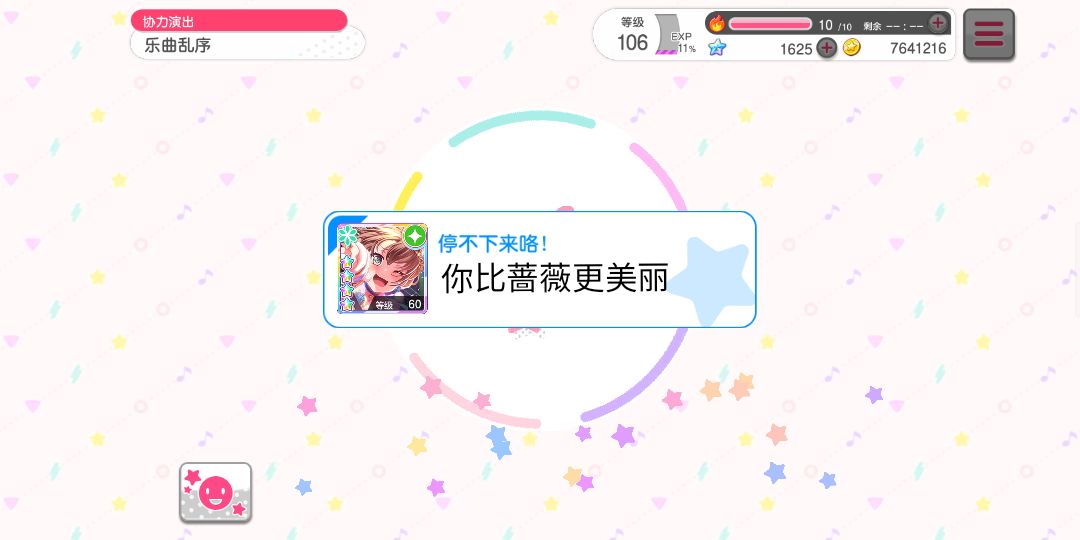 协力演出
乐曲乱序
等级
106
EXP
11%
10 /10 剩余 --:--
1625
7641216
停不下来咯!
你比蔷薇更美丽
等级 60